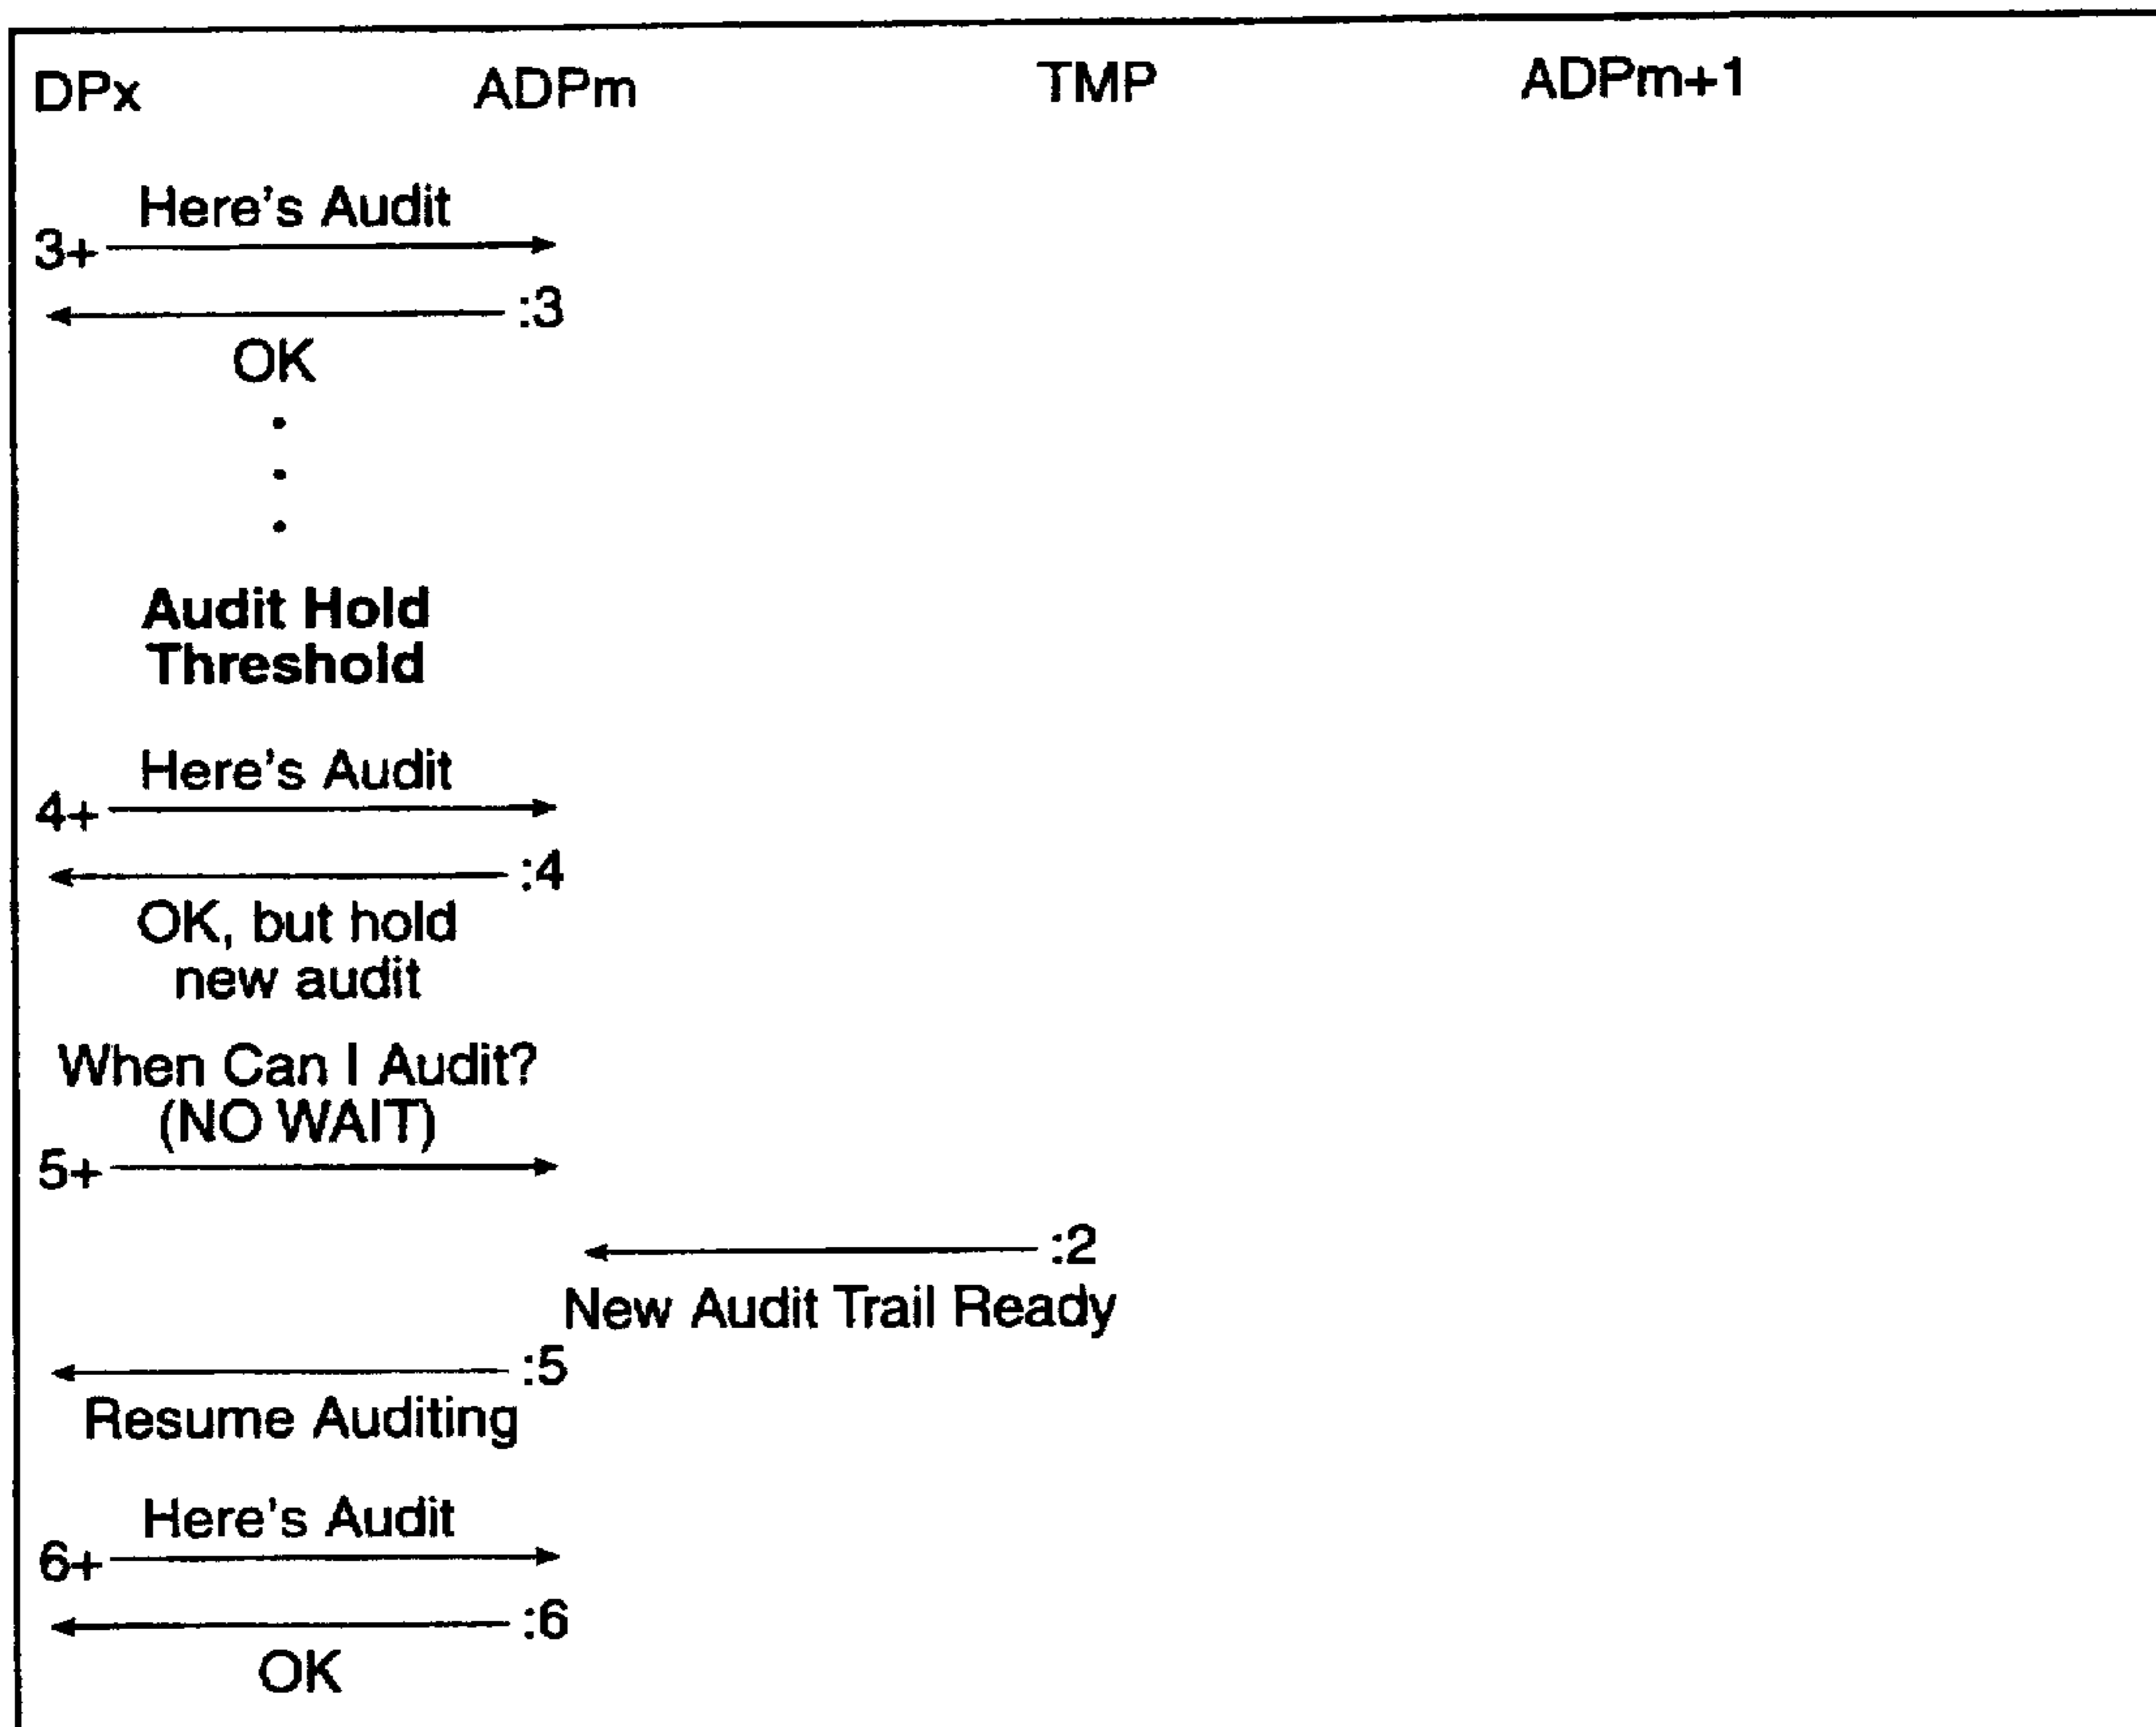 DPx ADPm TMP ADPm+1
Here's Audit
3+
:3
OK
Audit Hold
Threshold
Here's Audit
4+
:4
OK, but hold
new audit
When Can I Audit?
(NO WAIT)
5+
:2
New Audit Trail Ready
:5
Resume Auditing
Here's Audit
6+
:6
OK